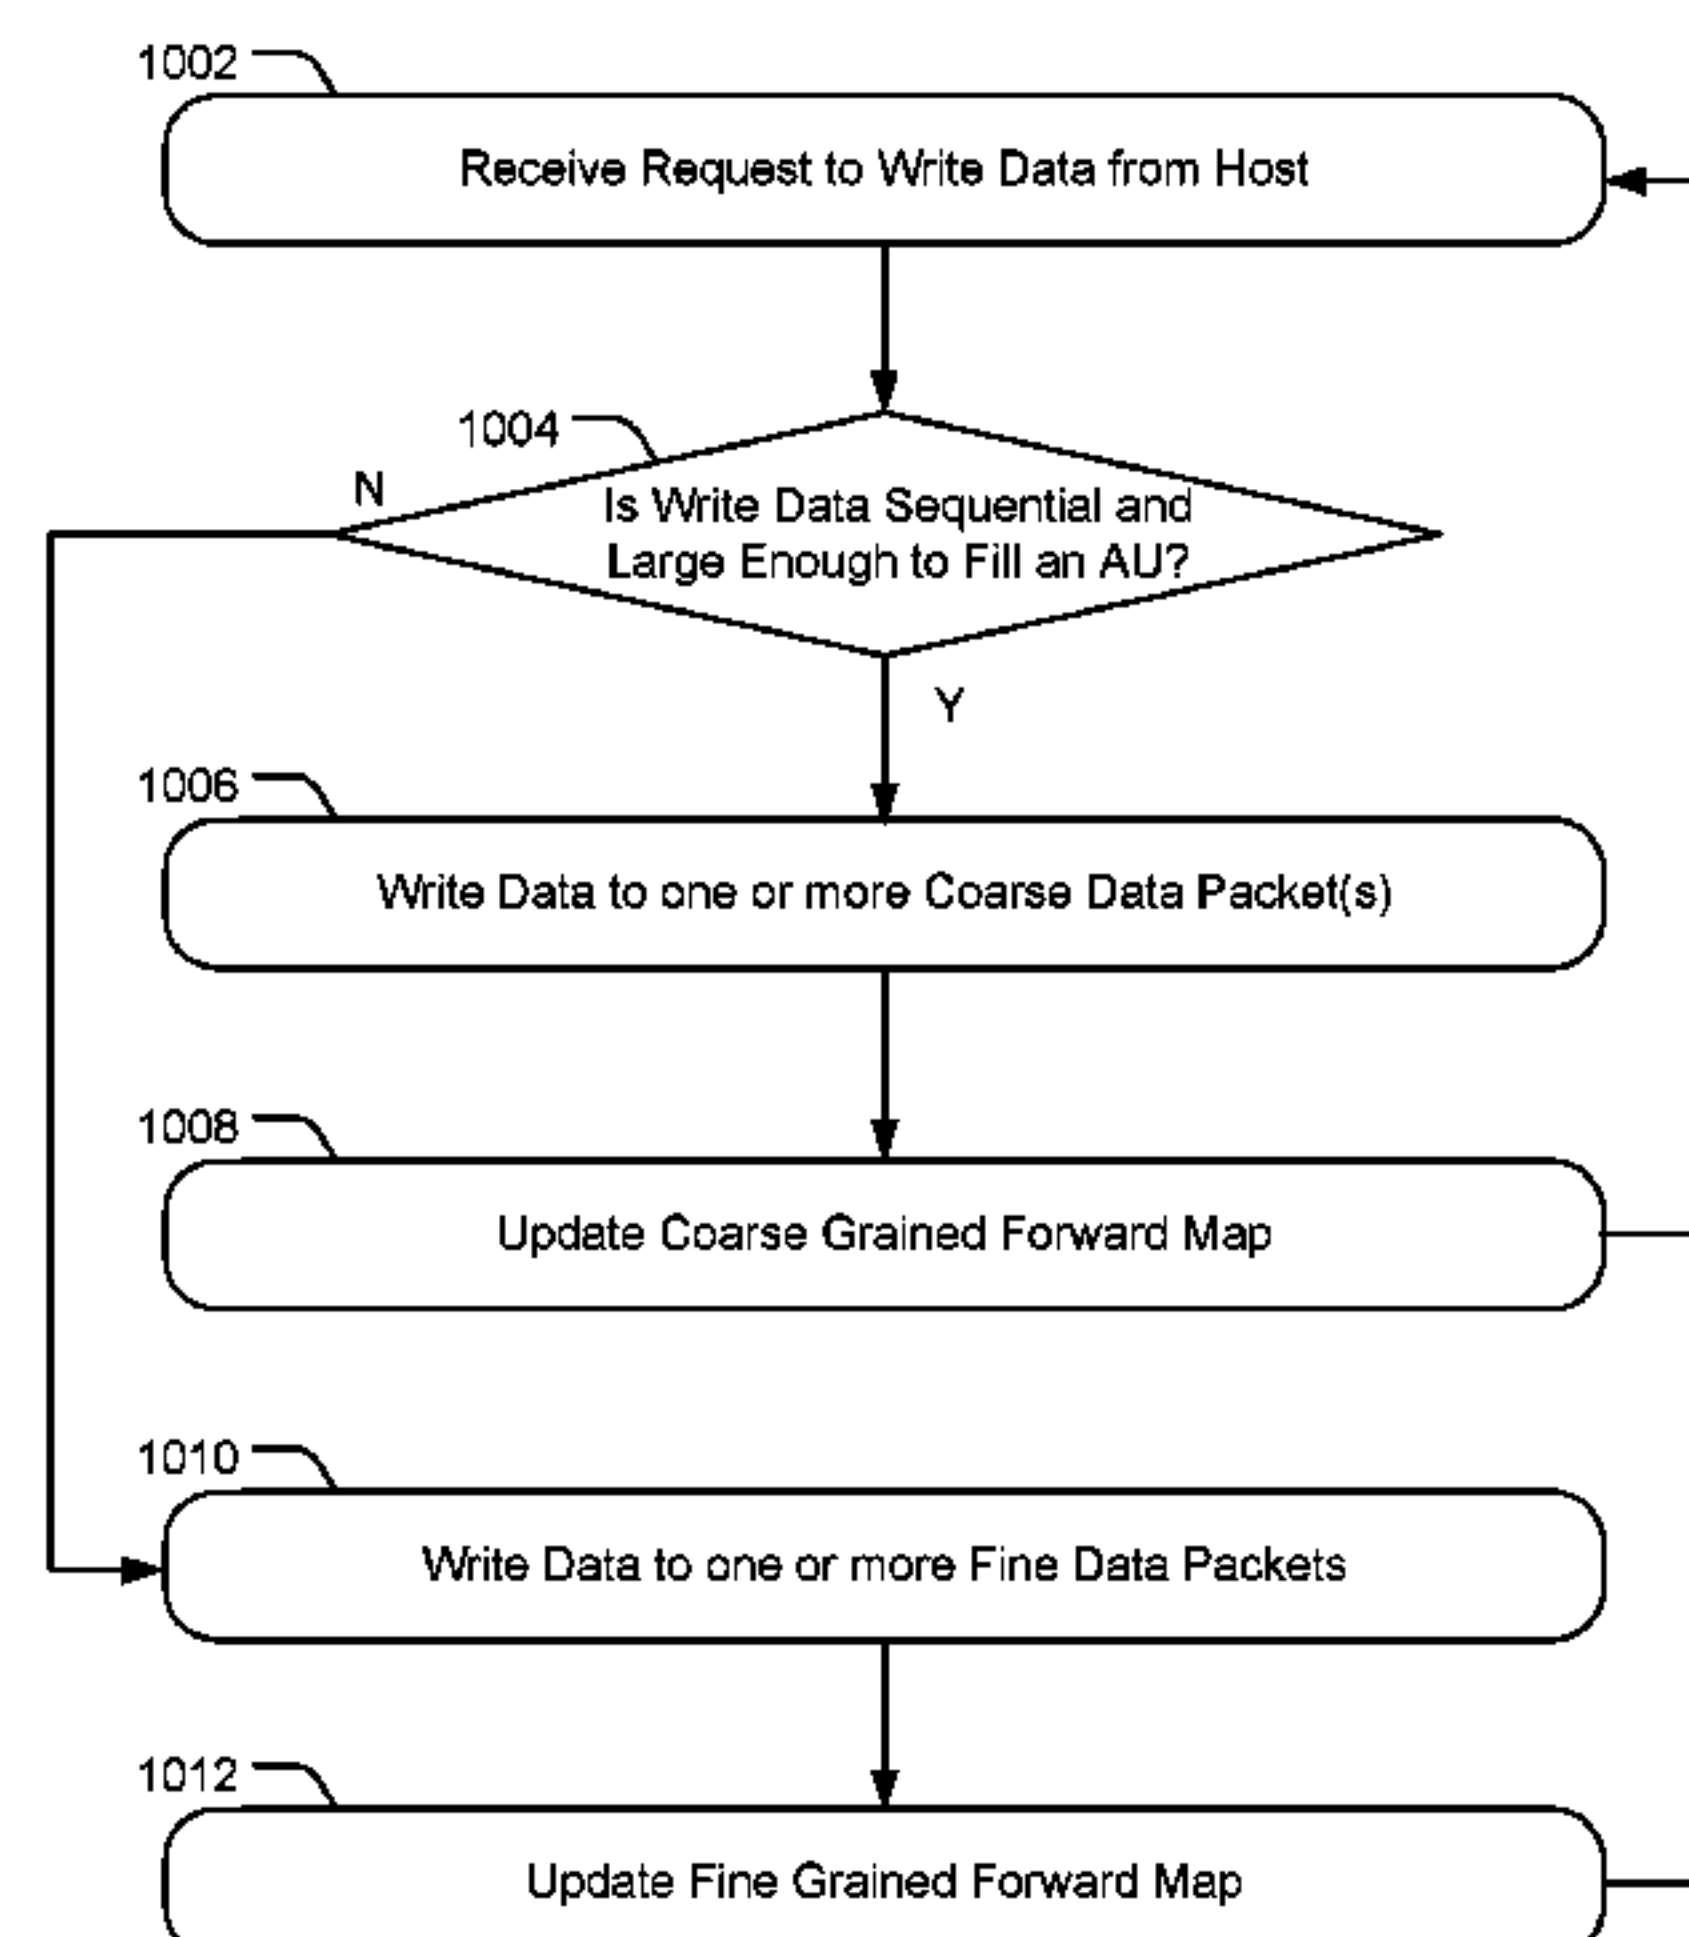 1002
Receive Request to Write Data from Host
1004
N
Is Write Data Sequential and
Large Enough to Fill an AU?
Y
1006
Write Data to one or more Coarse Data Packet(s)
1008
Update Coarse Grained Forward Map
1010
Write Data to one or more Fine Data Packets
1012
Update Fine Grained Forward Map